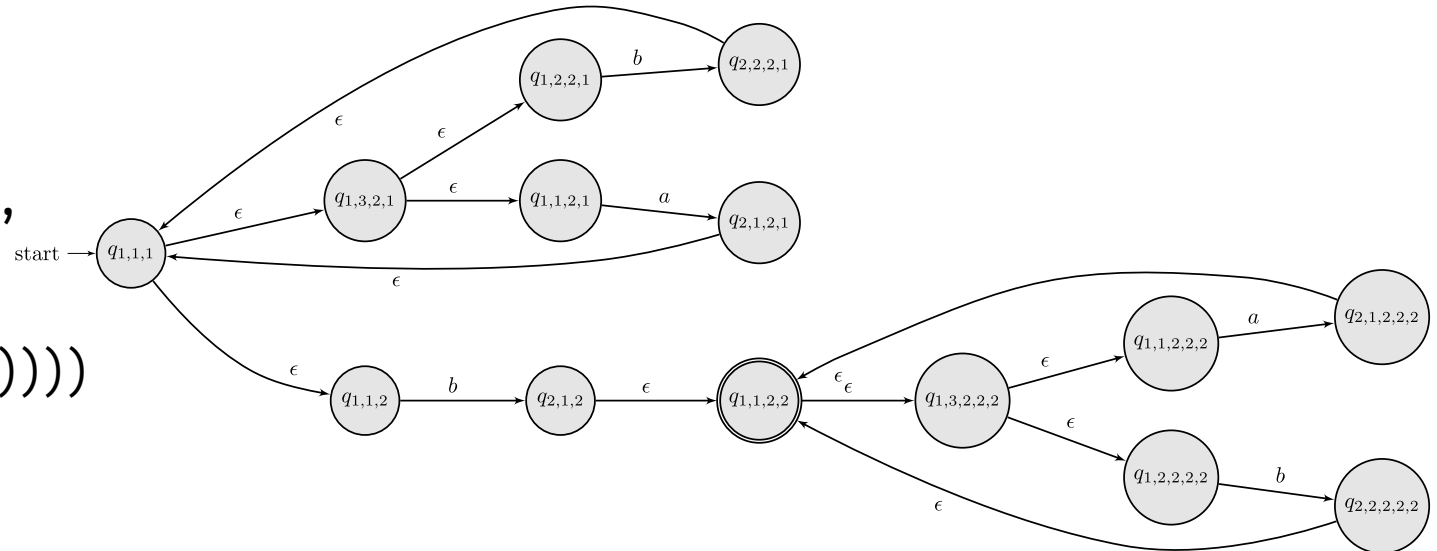 ϵ
b
q1,2,2,1
q2,2,2,1
ϵ
ϵ
,
q1,3,2,1
ϵ
q1,1,2,1
a
q2,1,2,1
start
q1,1,1
ϵ
ϵ
))))
ϵ
q1,1,2
b
q2,1,2
ϵ
q1,1,2,2
ϵ
ϵ
q1,3,2,2,2
ϵ
q1,1,2,2,2
a
q2,1,2,2,2
ϵ
q1,2,2,2,2
b
q2,2,2,2,2